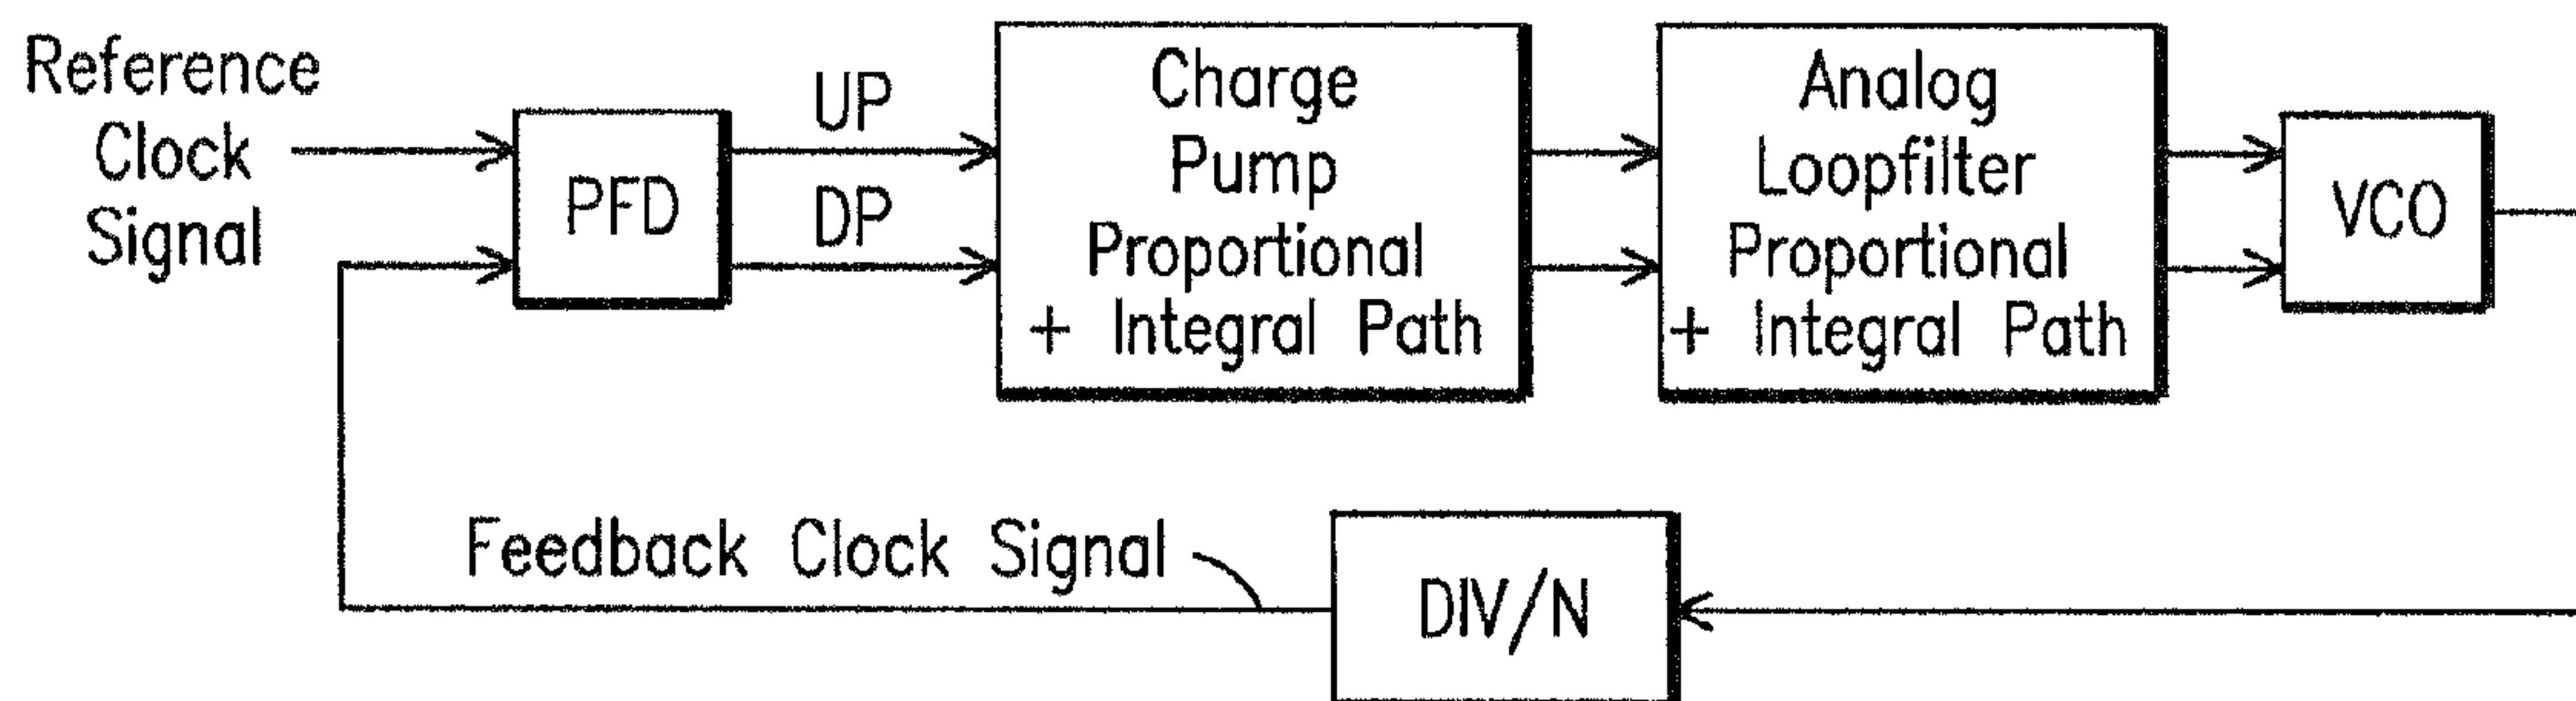 Reference
Clock
Signal
PFD
UP
DP
Charge
Pump
Proportional
+ Integral Path
Analog
Loopfilter
Proportional
+ Integral Path
VCO
Feedback Clock Signal
DIV/N